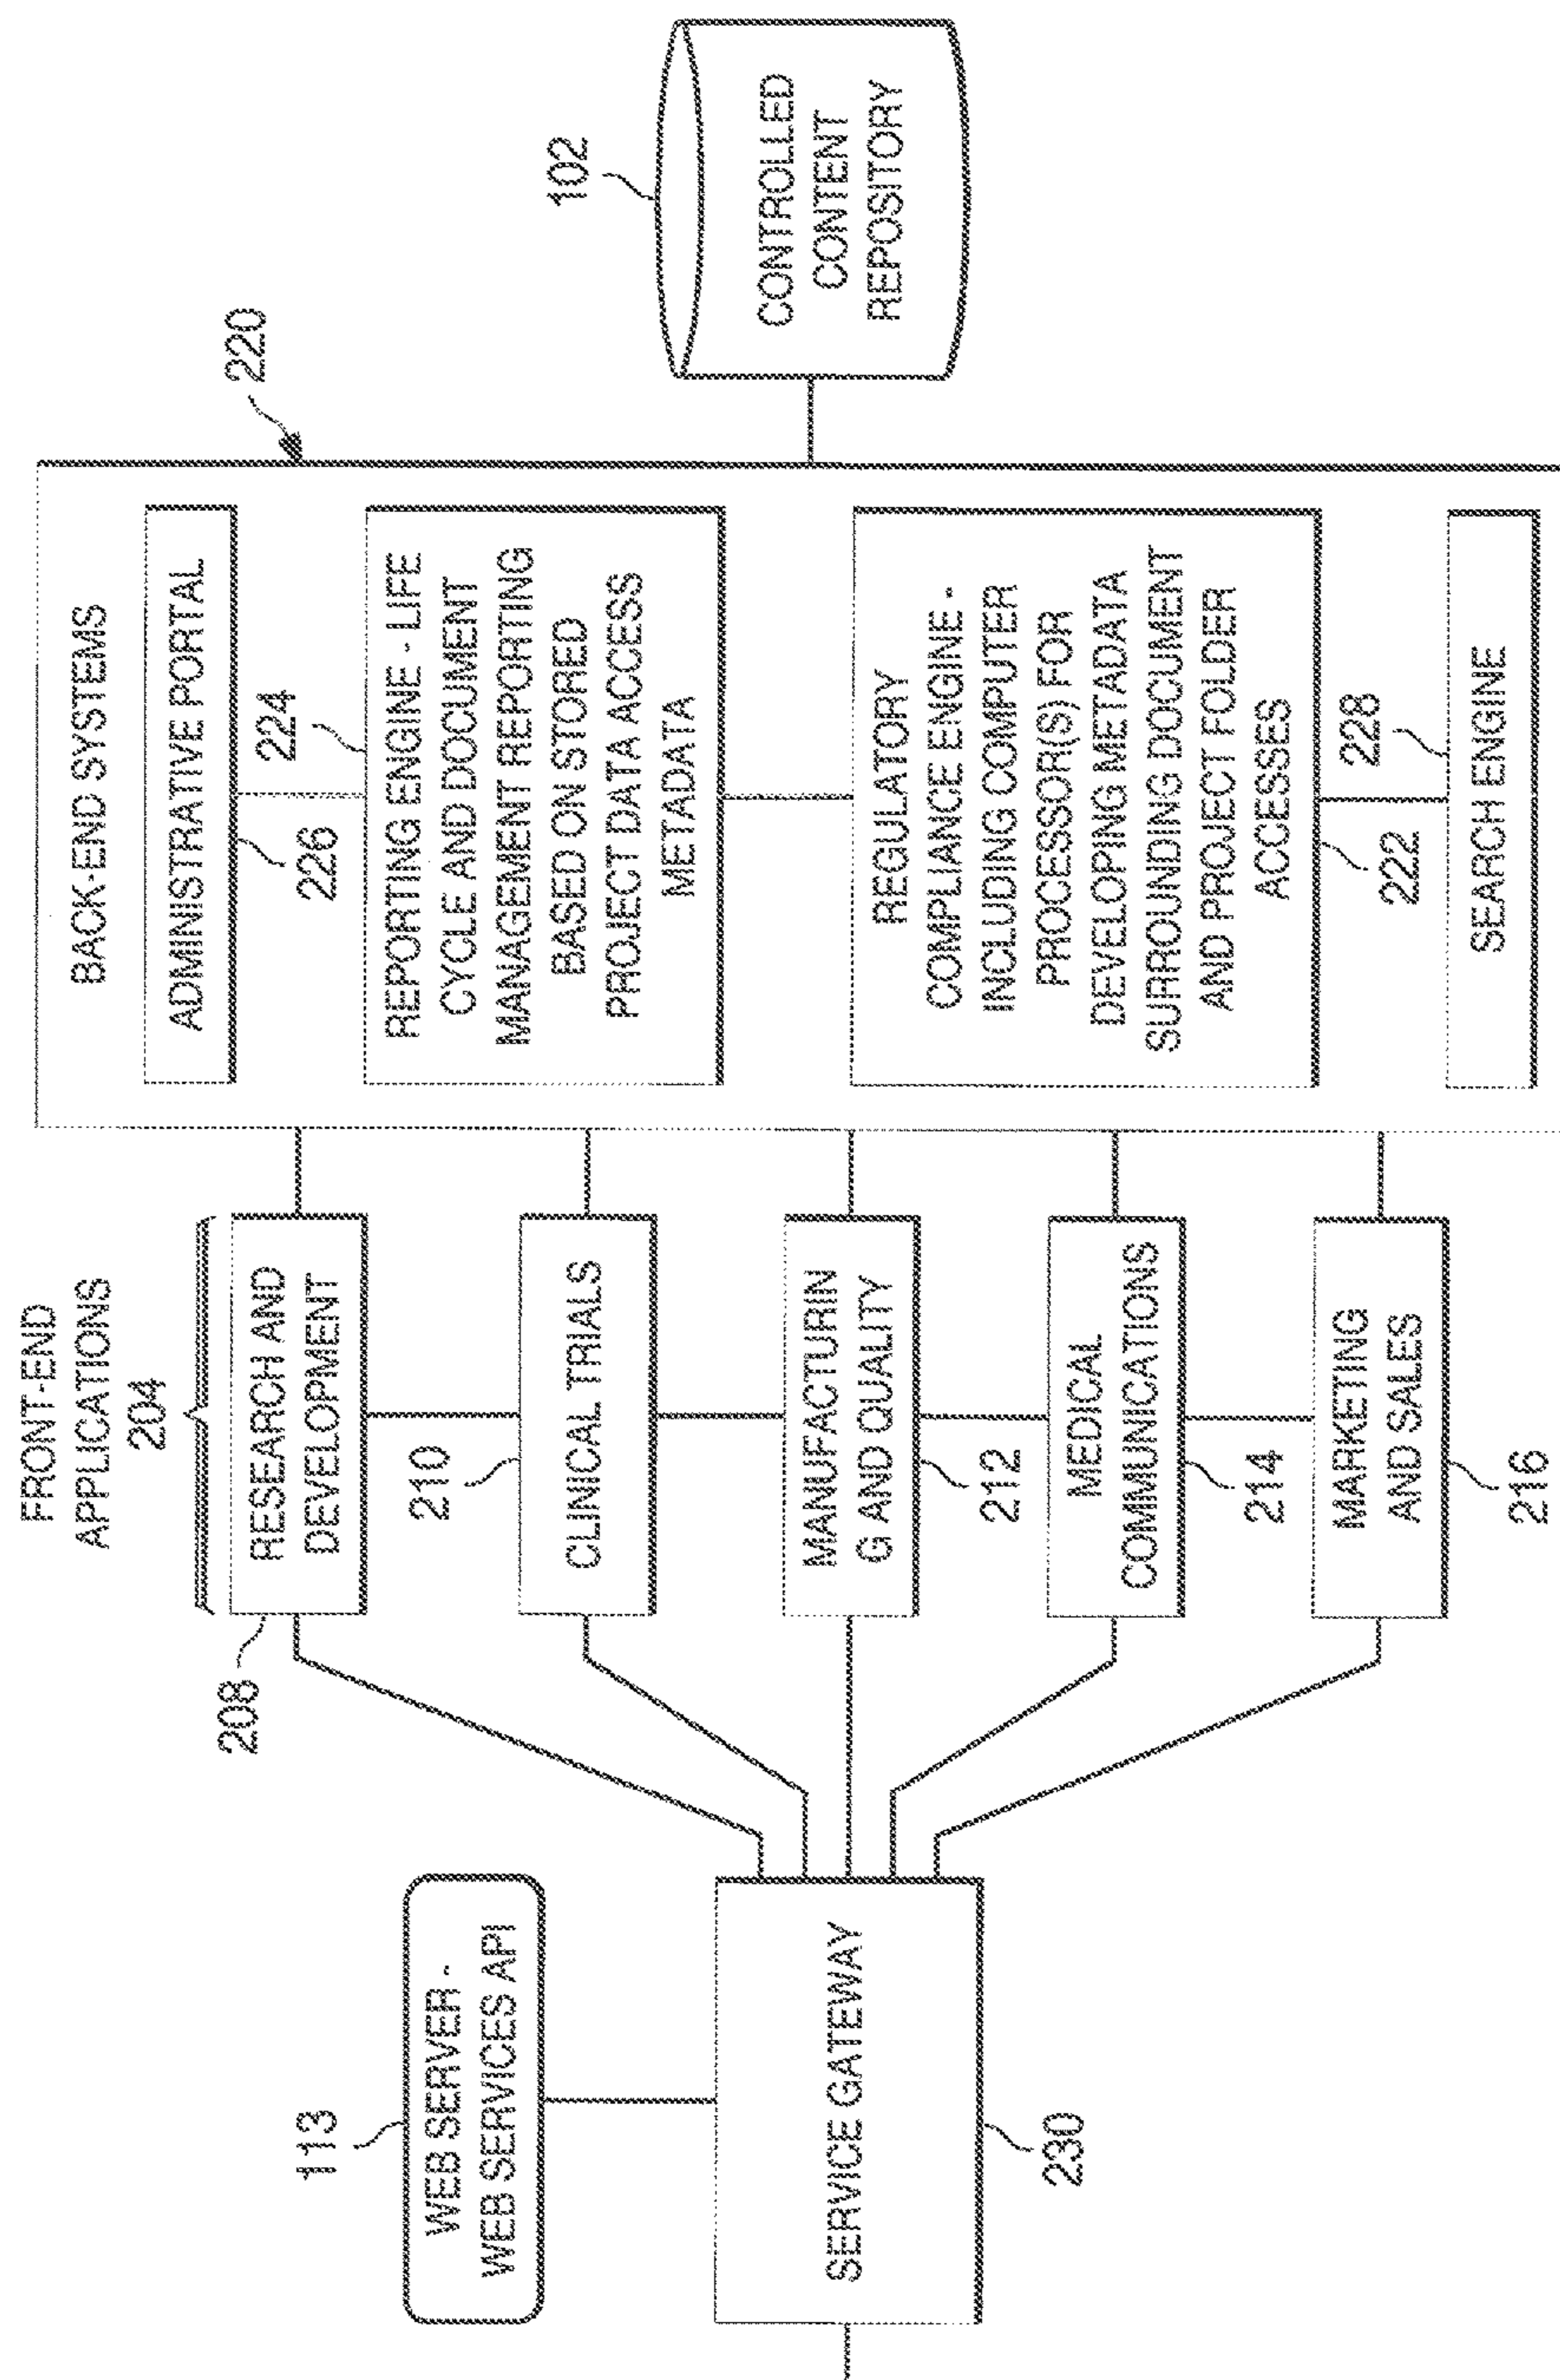 FRONT-END
APPLICATIONS
204
BACK-END SYSTEMS
220
113
WEB SERVER -
WEB SERVICES API
SERVICE GATEWAY
230
208
RESEARCH AND
DEVELOPMENT
210
CLINICAL TRIALS
MANUFACTURIN
G AND QUALITY
212
MEDICAL
COMMUNICATIONS
214
MARKETING
AND SALES
216
ADMINISTRATIVE PORTAL
226
224
REPORTING ENGINE - LIFE
CYCLE AND DOCUMENT
MANAGEMENT REPORTING
BASED ON STORED
PROJECT DATA ACCESS
METADATA
REGULATORY
COMPLIANCE ENGINE -
INCLUDING COMPUTER
PROCESSOR(S) FOR
DEVELOPING METADATA
SURROUNDING DOCUMENT
AND PROJECT FOLDER
ACCESSES
222
228
SEARCH ENGINE
102
CONTROLLED
CONTENT
REPOSITORY